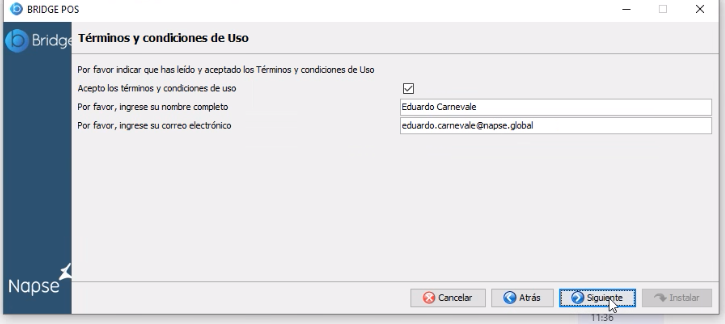 BRIDGE POS
Bridge
Términos y condiciones de Uso
Por favor indicar que has leído y aceptado los Términos y condiciones de Uso
Acepto los términos y condiciones de uso
Por favor, ingrese su nombre completo
Eduardo Carnevale
Por favor, ingrese su correo electrónico
eduardo.carnevale@napse.global
Napse
Cancelar
Atrás
Siguiente
Instalar
11:36